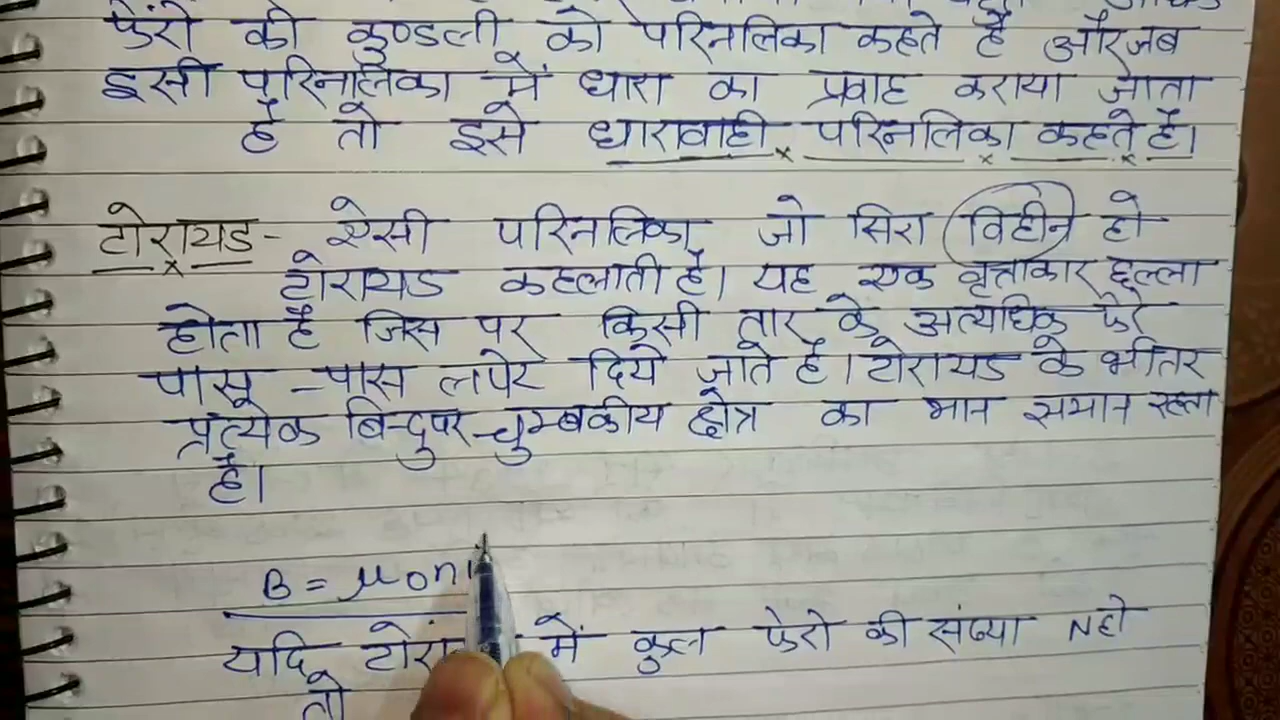 फेरों की कुण्डली को परिनलिका कहते हैं और जब
इसी परिनलिका में धारा का प्रवाह कराया जाता
है तो इसे धारावाही परिनलिका कहते है।
टोरायड - ऐसी परिनलिका जो सिरा विहीन हो
टोरायड कहलाती है। यह एक वृत्ताकार छल्ला
होता है जिस पर किसी तार के अत्यधिक फेरे
पास - पास लपेट दिये जाते है। टोरायड के भीतर
प्रत्येक बिन्दु पर चुम्बकीय क्षेत्र का मान समान रहता
है।
B = μ0n
यदि में कुल फेरो की संख्या N हो
तो